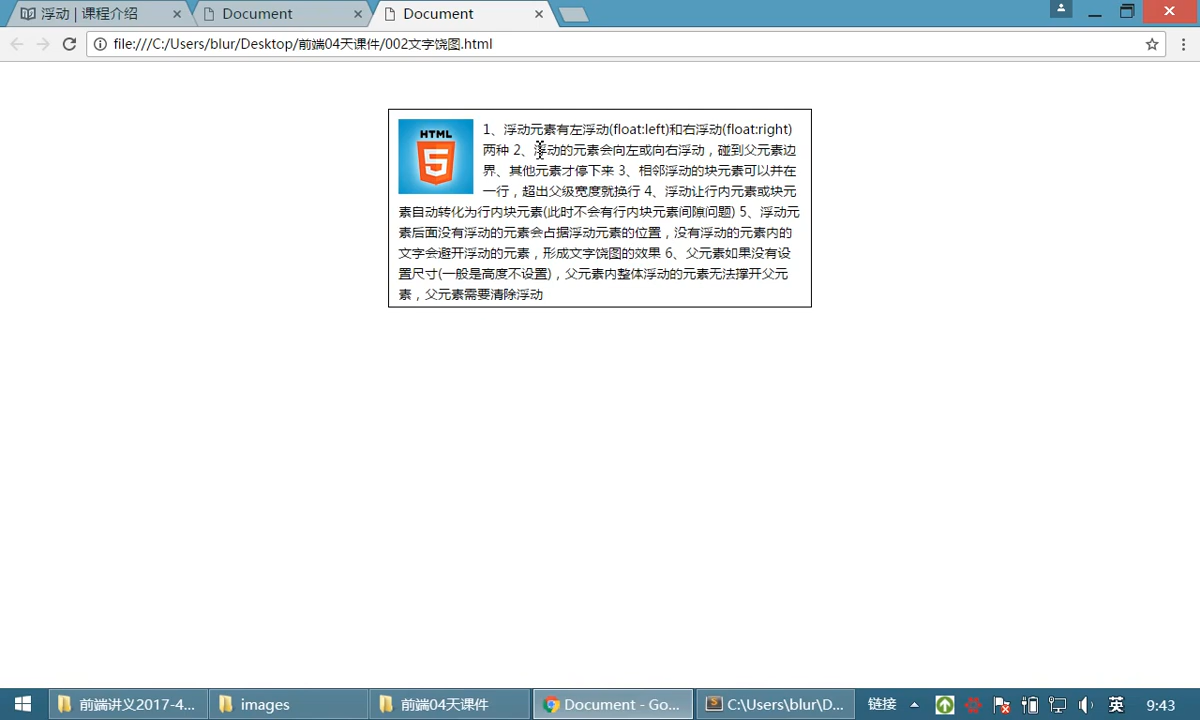 浮动 | 课程介绍
Document
Document
file:///C:/Users/blur/Desktop/前端04天课件/002文字饶图.html
HTML
5
1、浮动元素有左浮动(float:left)和右浮动(float:right)
两种 2、浮动的元素会向左或向右浮动，碰到父元素边
界、其他元素才停下来 3、相邻浮动的块元素可以并在
一行，超出父级宽度就换行 4、浮动让行内元素或块元
素自动转化为行内块元素(此时不会有行内块元素间隙问题) 5、浮动元
素后面没有浮动的元素会占据浮动元素的位置，没有浮动的元素内的
文字会避开浮动的元素，形成文字饶图的效果 6、父元素如果没有设
置尺寸(一般是高度不设置)，父元素内整体浮动的元素无法撑开父元
素，父元素需要清除浮动
前端讲义2017-4...
images
前端04天课件
Document - Go...
C:\Users\blur\D...
链接
英
9:43